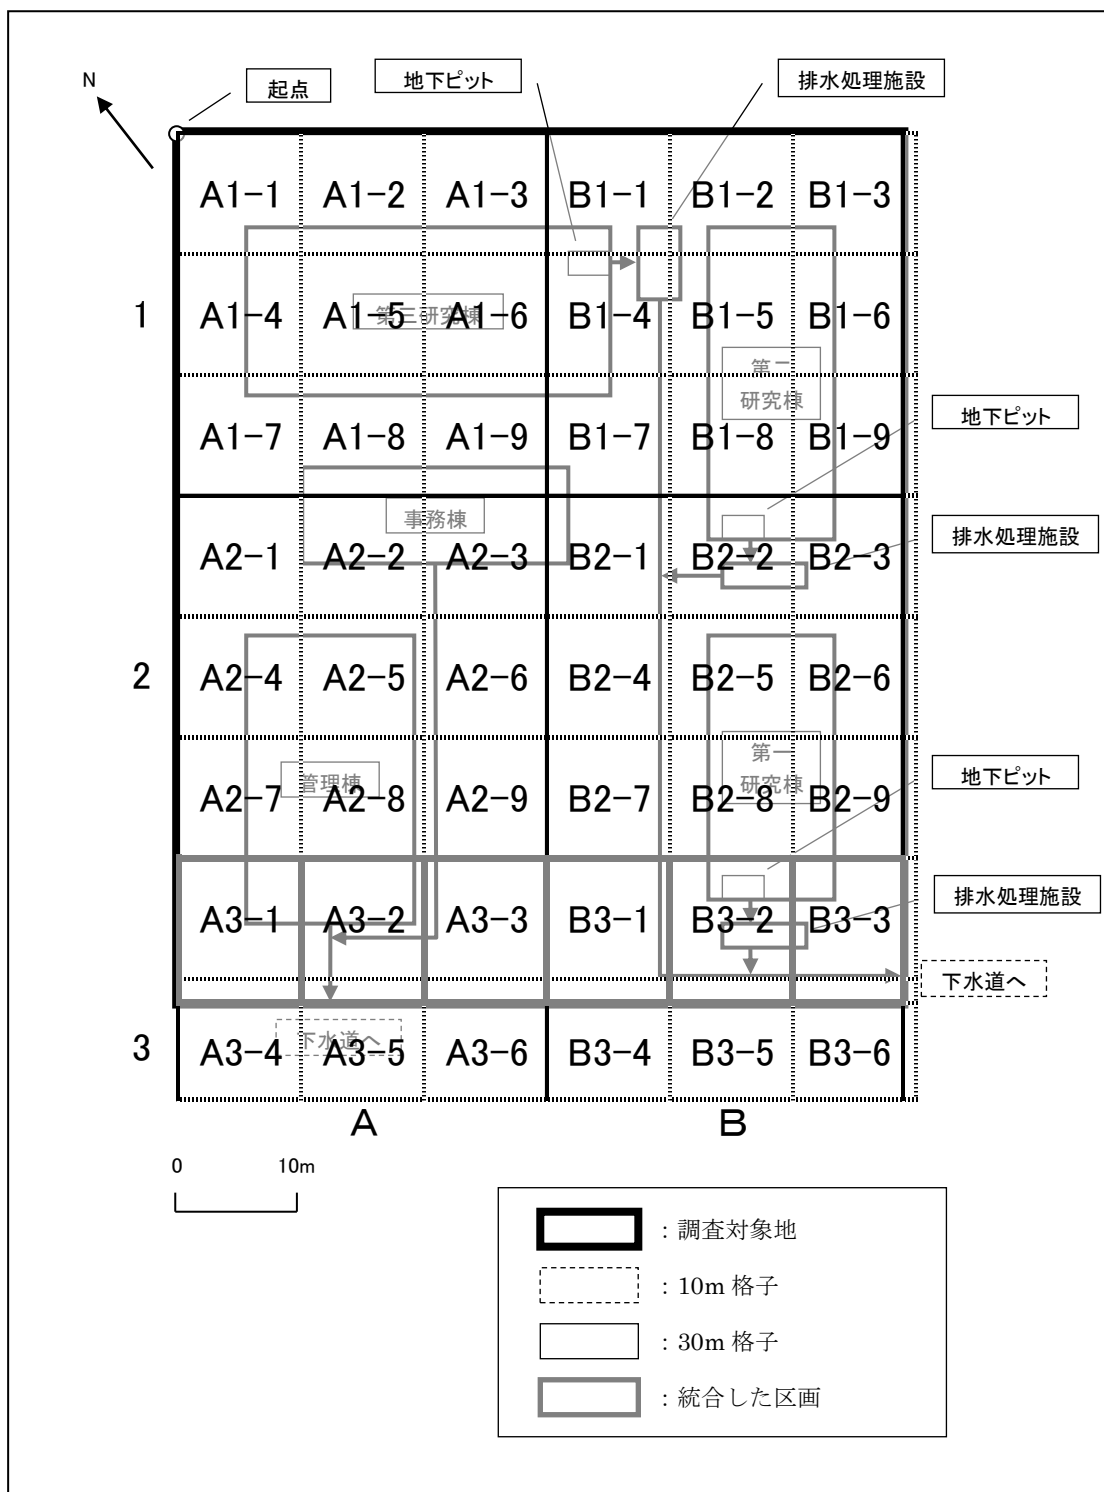 N
起点
地下ピット
排水処理施設
A1-1 A1-2 A1-3 B1-1 B1-2 B1-3
1
A1-4 A1-5 A1-6 B1-4 B1-5 B1-6
第三研究棟
第二
研究棟
地下ピット
A1-7 A1-8 A1-9 B1-7 B1-8 B1-9
事務棟
排水処理施設
A2-1 A2-2 A2-3 B2-1 B2-2 B2-3
2
A2-4 A2-5 A2-6 B2-4 B2-5 B2-6
第一
研究棟
地下ピット
管理棟
A2-7 A2-8 A2-9 B2-7 B2-8 B2-9
排水処理施設
A3-1 A3-2 A3-3 B3-1 B3-2 B3-3
下水道へ
3
下水道へ
A3-4 A3-5 A3-6 B3-4 B3-5 B3-6
A B
0 10m
：調査対象地
：10m 格子
：30m 格子
：統合した区画